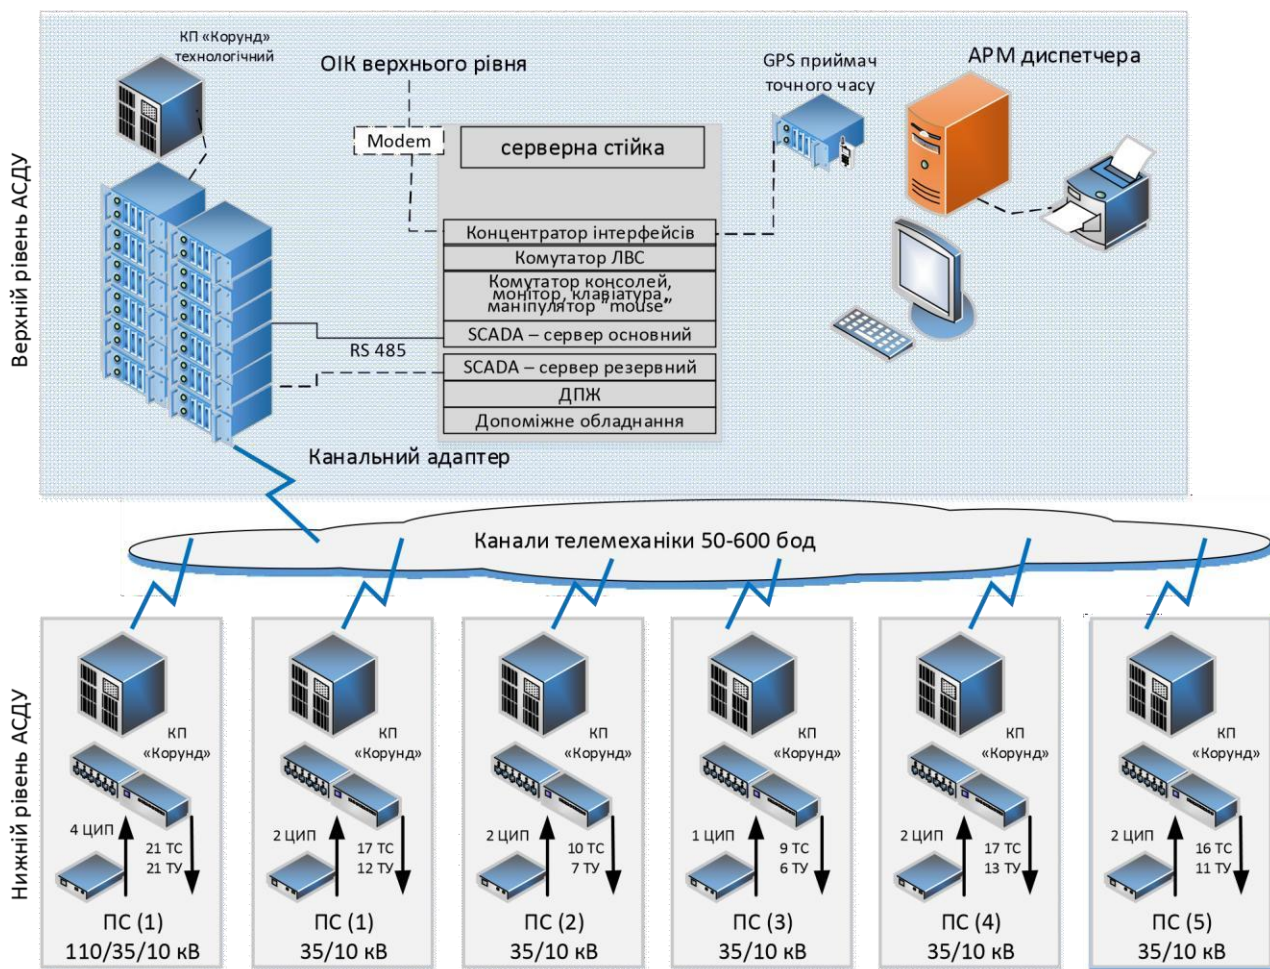 Верхній рівень АСДУ
КП «Корунд»
технологічний
ОІК верхнього рівня
Modem
серверна стійка
GPS приймач
точного часу
АРМ диспетчера
Концентратор інтерфейсів
Комутатор ЛВС
Комутатор консолей,
монітор, клавіатура,
маніпулятор "mouse"
SCADA – сервер основний
RS 485
SCADA – сервер резервний
ДПЖ
Допоміжне обладнання
Канальний адаптер
Канали телемеханіки 50-600 бод
Нижній рівень АСДУ
КП
«Корунд»
4 ЦИП
21 ТС
21 ТУ
ПС (1)
110/35/10 кВ
КП
«Корунд»
2 ЦИП
17 ТС
12 ТУ
ПС (1)
35/10 кВ
КП
«Корунд»
2 ЦИП
10 ТС
7 ТУ
ПС (2)
35/10 кВ
КП
«Корунд»
1 ЦИП
9 ТС
6 ТУ
ПС (3)
35/10 кВ
КП
«Корунд»
2 ЦИП
17 ТС
13 ТУ
ПС (4)
35/10 кВ
КП
«Корунд»
2 ЦИП
16 ТС
11 ТУ
ПС (5)
35/10 кВ